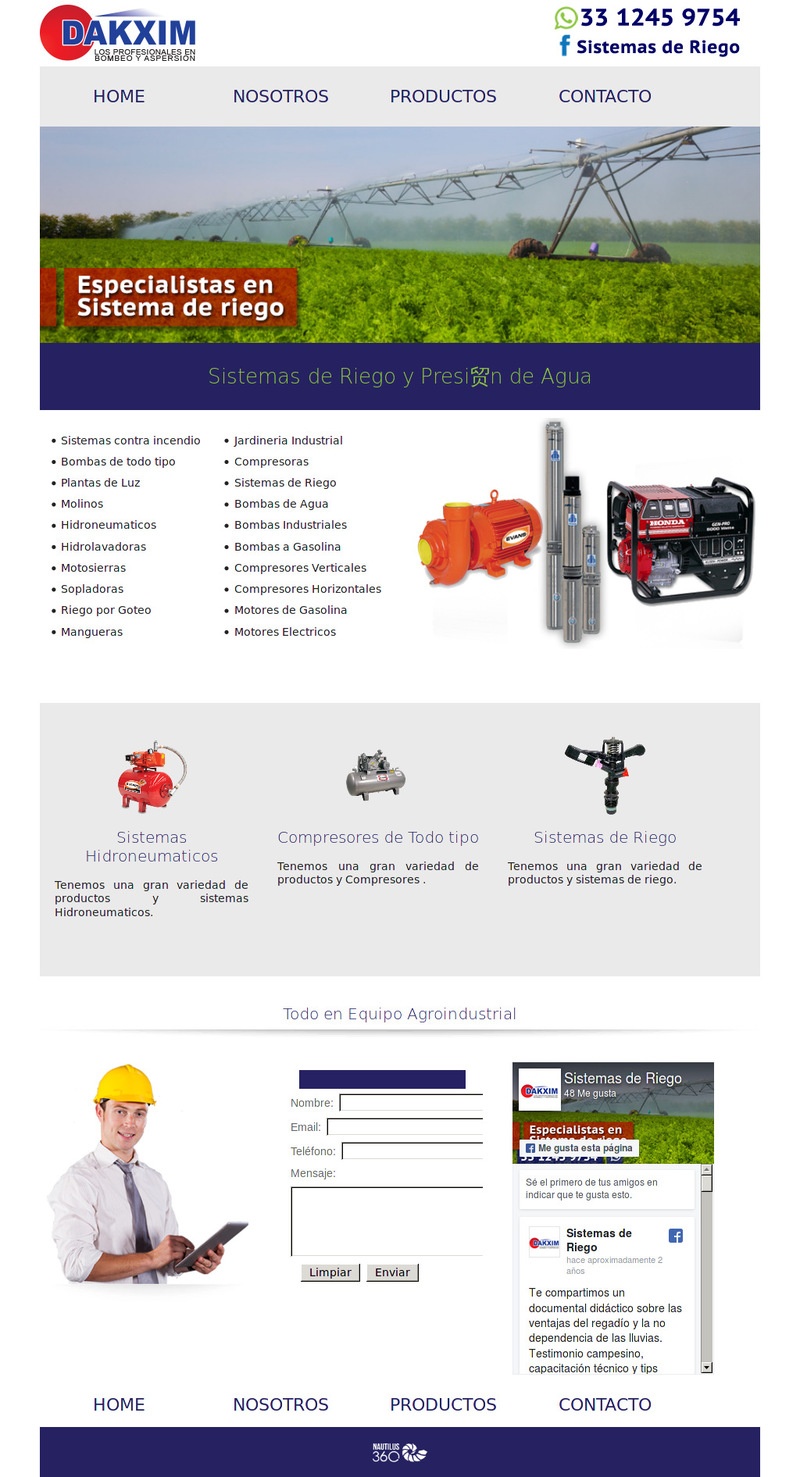 DAKXIM
LOS PROFESIONALES EN
BOMBEO Y ASPERSION
33 1245 9754
Sistemas de Riego
HOME NOSOTROS PRODUCTOS CONTACTO
Especialistas en
Sistema de riego
Sistemas de Riego y Presi贸n de Agua
Sistemas contra incendio
Bombas de todo tipo
Plantas de Luz
Molinos
Hidroneumaticos
Hidrolavadoras
Motosierras
Sopladoras
Riego por Goteo
Mangueras
Jardineria Industrial
Compresoras
Sistemas de Riego
Bombas de Agua
Bombas Industriales
Bombas a Gasolina
Compresores Verticales
Compresores Horizontales
Motores de Gasolina
Motores Electricos
EVANS
HONDA
Sistemas
Hidroneumaticos
Tenemos una gran variedad de
productos y sistemas
Hidroneumaticos.
Compresores de Todo tipo
Tenemos una gran variedad de
productos y Compresores .
Sistemas de Riego
Tenemos una gran variedad de
productos y sistemas de riego.
Todo en Equipo Agroindustrial
Nombre:
Email:
Teléfono:
Mensaje:
Limpiar Enviar
DAKXIM
Sistemas de Riego
48 Me gusta
Especialistas en
Sistema de riego
Me gusta esta página
33 1245 9754
Sé el primero de tus amigos en
indicar que te gusta esto.
DAKXIM
Sistemas de
Riego
hace aproximadamente 2
años
Te compartimos un
documental didáctico sobre las
ventajas del regadío y la no
dependencia de las lluvias.
Testimonio campesino,
capacitación técnico y tips
HOME NOSOTROS PRODUCTOS CONTACTO
NAUTILUS
360